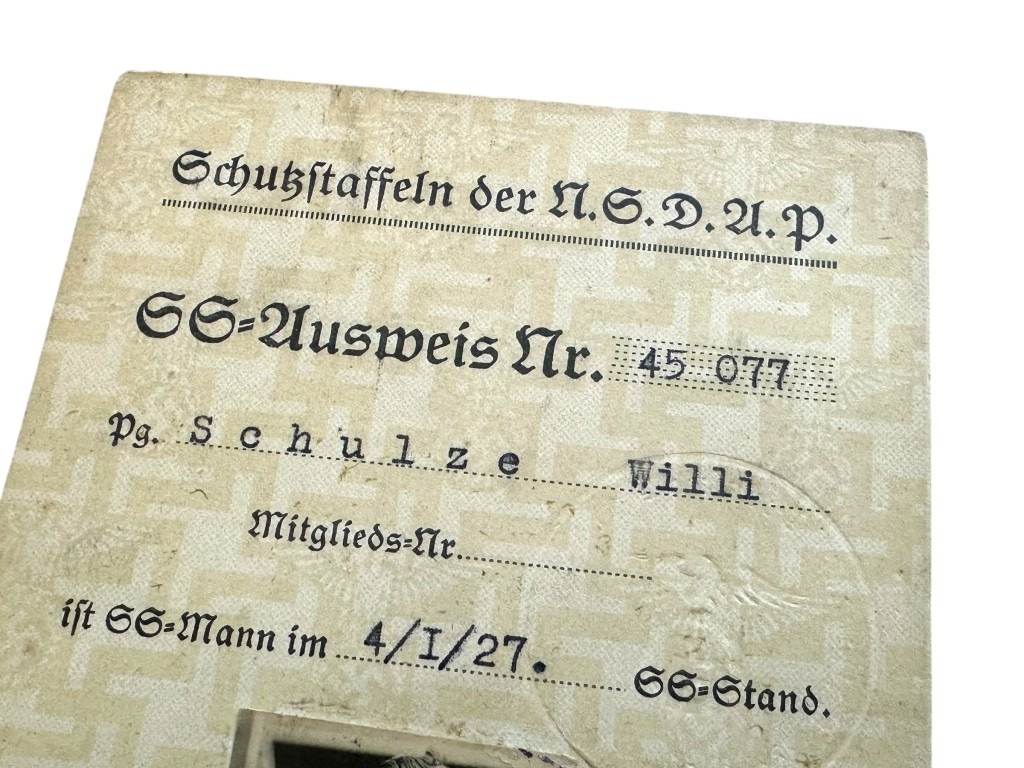 Schutzstaffeln der N.S.D.A.P.
SS=Ausweis Nr. 45 077
Pg. Schulze Willi
Mitglieds=Nr.
ist SS=Mann im 4/I/27. SS=Stand.